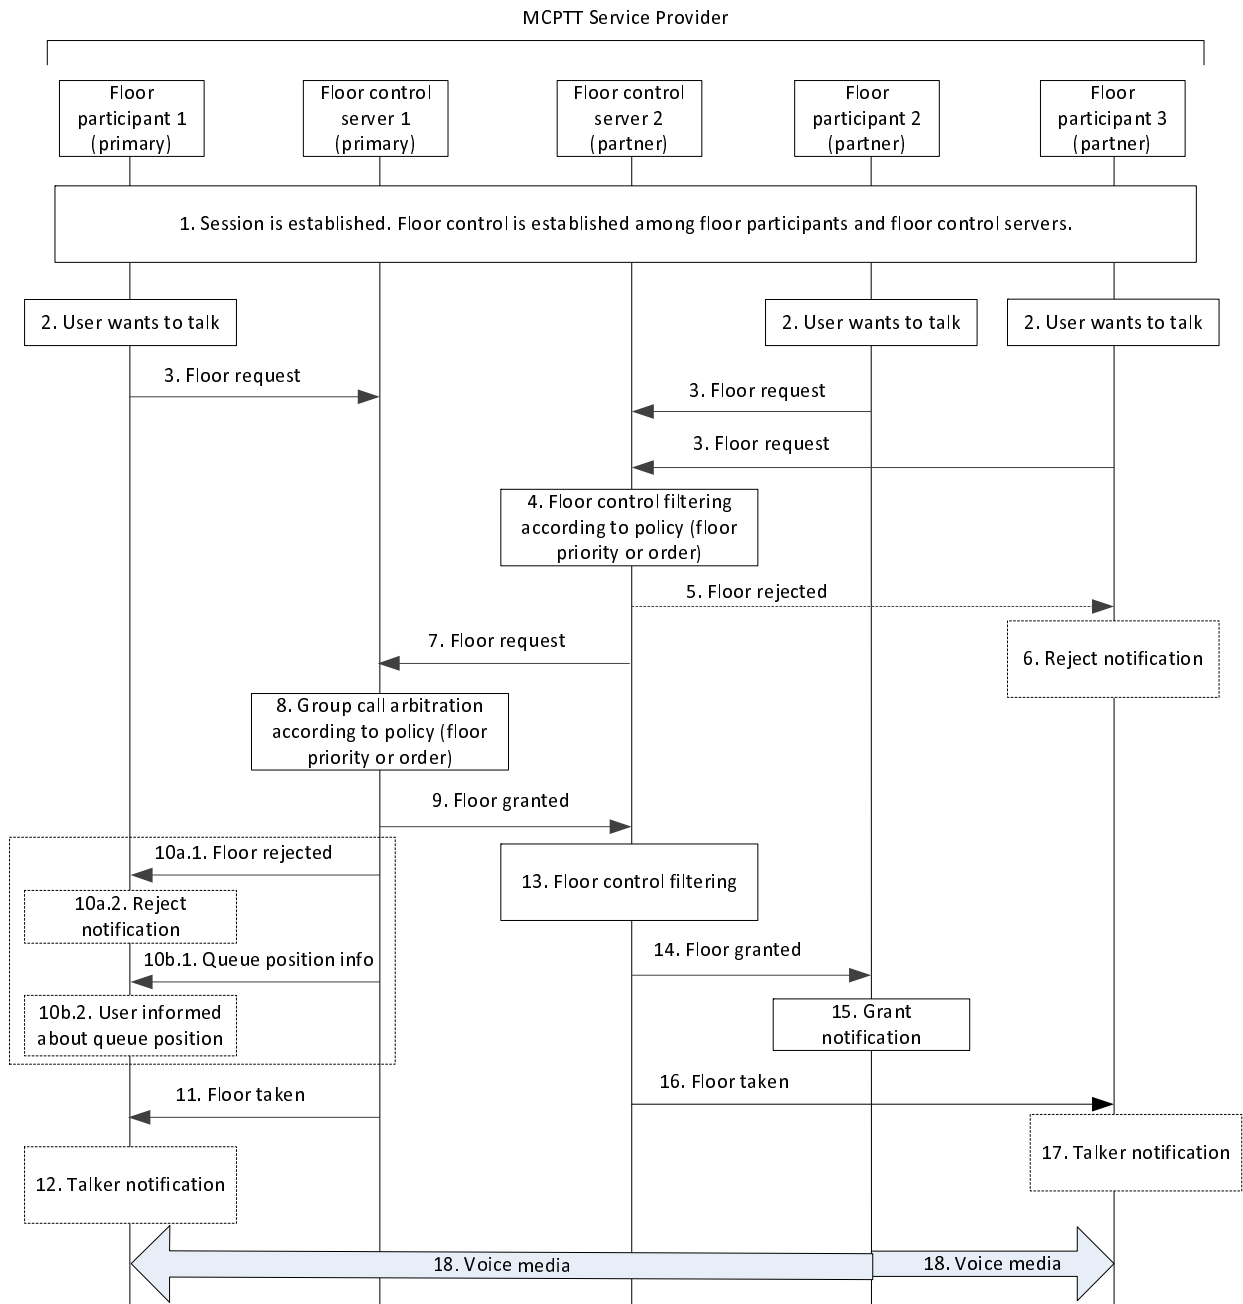 MCPTT Service Provider
Floor
participant 1
(primary)
Floor control
server 1
(primary)
Floor control
server 2
(partner)
Floor
participant 2
(partner)
Floor
participant 3
(partner)
1. Session is established. Floor control is established among floor participants and floor control servers.
2. User wants to talk
2. User wants to talk
2. User wants to talk
3. Floor request
3. Floor request
3. Floor request
4. Floor control filtering
according to policy (floor
priority or order)
5. Floor rejected
6. Reject notification
7. Floor request
8. Group call arbitration
according to policy (floor
priority or order)
9. Floor granted
10a.1. Floor rejected
10a.2. Reject
notification
10b.1. Queue position info
10b.2. User informed
about queue position
11. Floor taken
12. Talker notification
13. Floor control filtering
14. Floor granted
15. Grant
notification
16. Floor taken
17. Talker notification
18. Voice media
18. Voice media